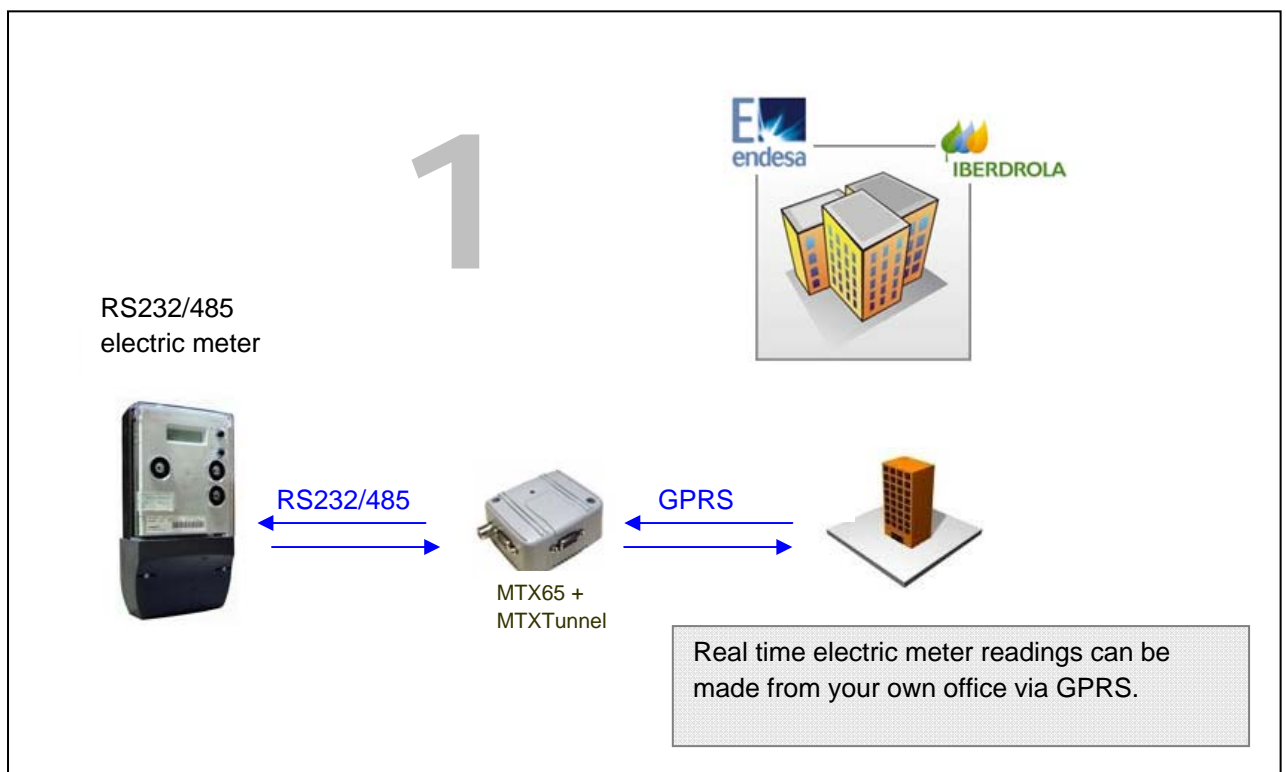 1
E
endesa
IBERDROLA
RS232/485
electric meter
RS232/485
GPRS
MTX65 +
MTXTunnel
Real time electric meter readings can be
made from your own office via GPRS.